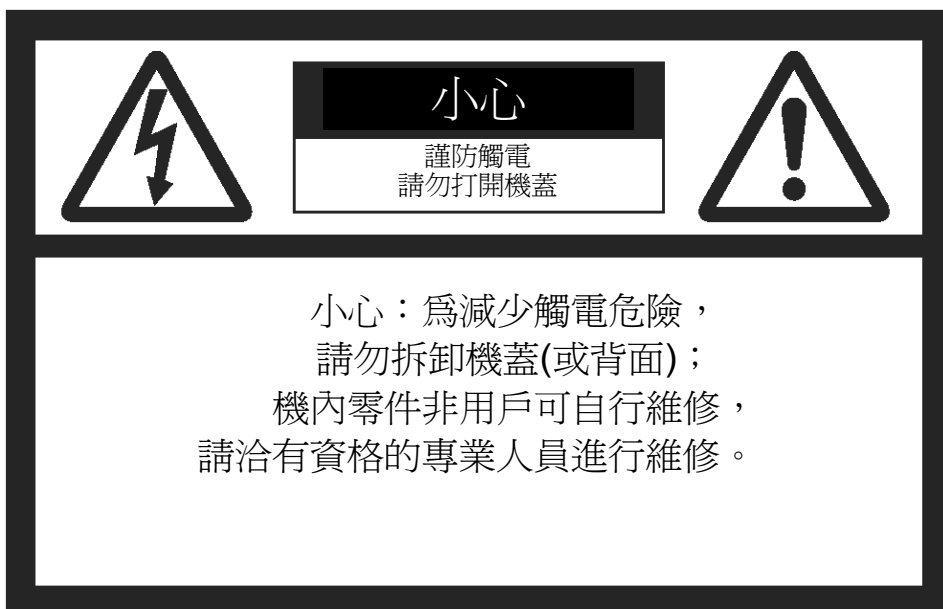 小心
謹防觸電
請勿打開機蓋
小心：爲減少觸電危險，
請勿拆卸機蓋(或背面)；
機內零件非用戶可自行維修，
請洽有資格的專業人員進行維修。